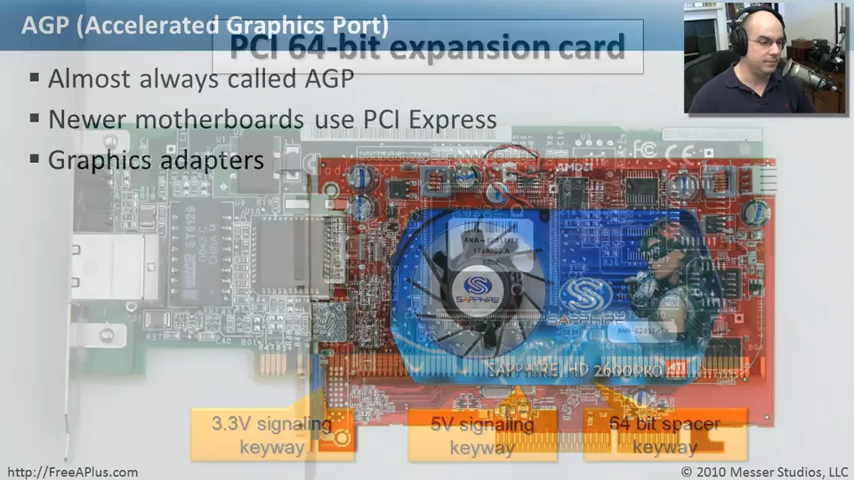 AGP (Accelerated Graphics Port)
PCI 64-bit expansion card
▪ Almost always called AGP
▪ Newer motherboards use PCI Express
▪ Graphics adapters
SAPPHIRE
SAPPHIRE
SAPPHIRE HD 2600PRO ATI
3.3V signaling
keyway
5V signaling
keyway
64 bit spacer
keyway
http://FreeAPlus.com
© 2010 Messer Studios, LLC